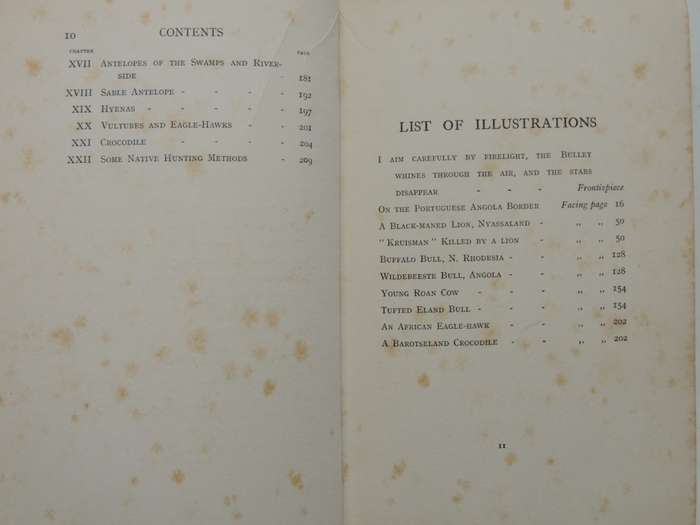 10 CONTENTS
CHAPTER PAGE
XVII Antelopes of the Swamps and River-
side - 181
XVIII Sable Antelope - - - - 192
XIX Hyenas - - - - - 197
XX Vultures and Eagle-Hawks - - 201
XXI Crocodile - - - - - 204
XXII Some Native Hunting Methods - 209
LIST OF ILLUSTRATIONS
I aim carefully by firelight, the Bullet
whines through the air, and the stars
disappear - - - Frontispiece
On the Portuguese Angola Border Facing page 16
A Black-maned Lion, Nyassaland - „ „ 50
"Kruisman" Killed by a lion - „ „ 50
Buffalo Bull, N. Rhodesia - - „ „ 128
Wildebeeste Bull, Angola - - „ „ 128
Young Roan Cow - - - „ „ 154
Tufted Eland Bull - - - „ „ 154
An African Eagle-hawk - - „ „ 202
A Barotseland Crocodile - - „ „ 202
11